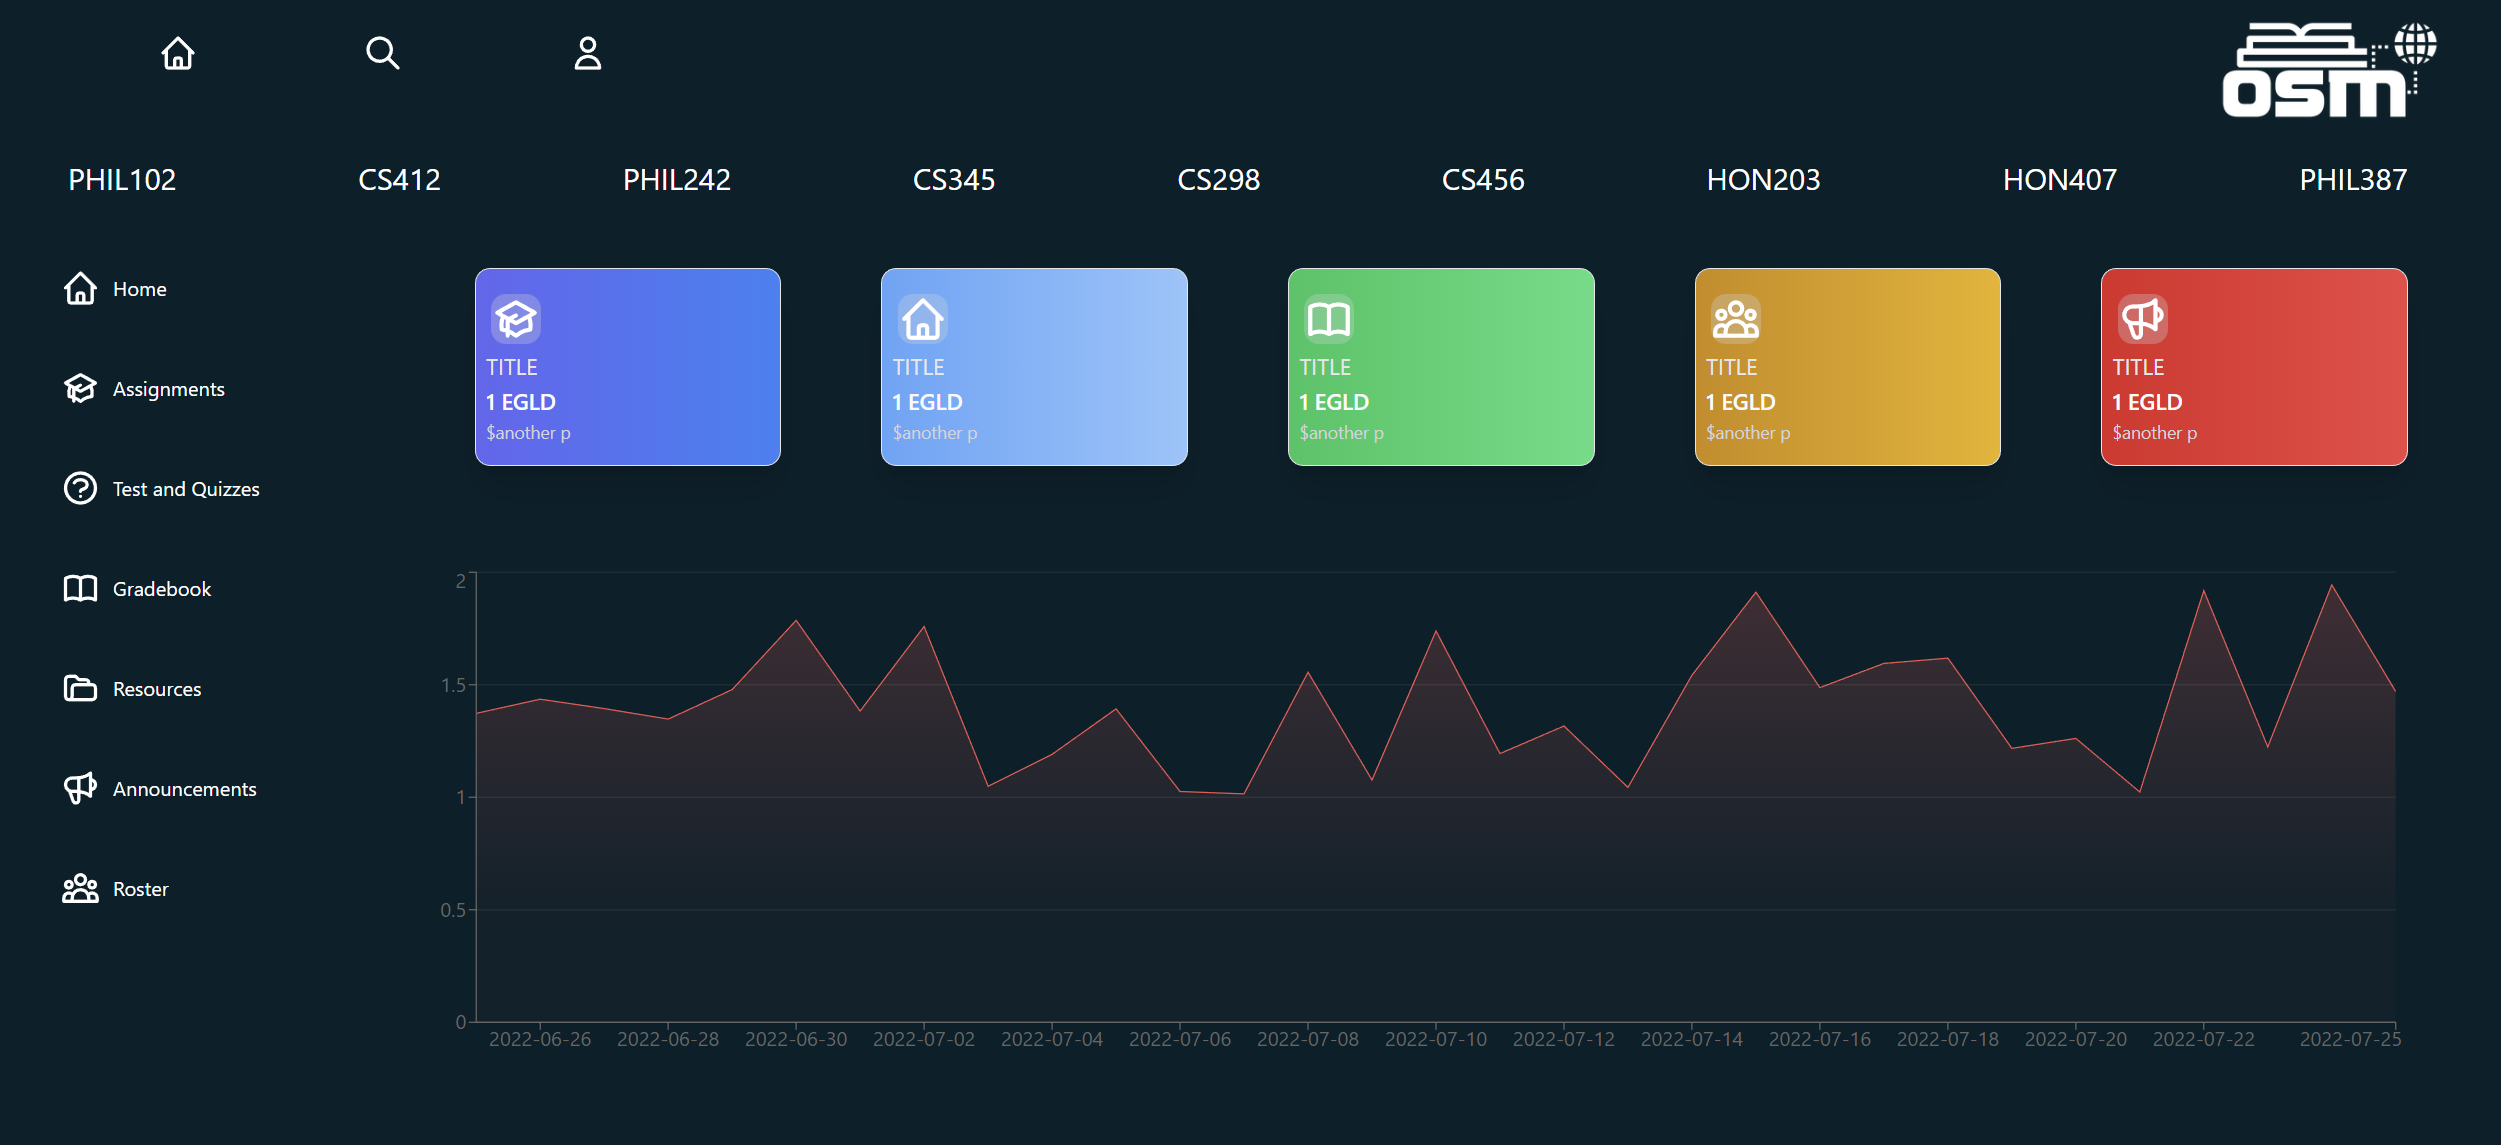 osm
PHIL102 CS412 PHIL242 CS345 CS298 CS456 HON203 HON407 PHIL387
Home
Assignments
Test and Quizzes
Gradebook
Resources
Announcements
Roster
TITLE
1 EGLD
$another p
TITLE
1 EGLD
$another p
TITLE
1 EGLD
$another p
TITLE
1 EGLD
$another p
TITLE
1 EGLD
$another p
2
1.5
1
0.5
0
2022-06-26 2022-06-28 2022-06-30 2022-07-02 2022-07-04 2022-07-06 2022-07-08 2022-07-10 2022-07-12 2022-07-14 2022-07-16 2022-07-18 2022-07-20 2022-07-22 2022-07-25